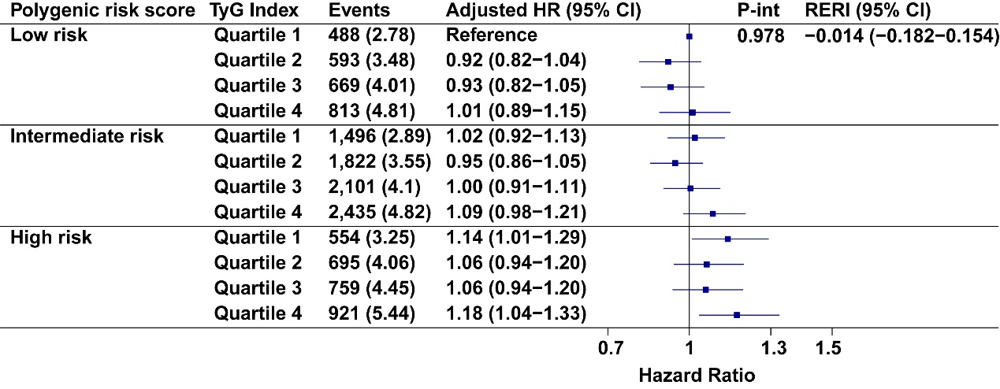 Polygenic risk score TyG Index Events Adjusted HR (95% CI) P-int RERI (95% CI)
Low risk Quartile 1 488 (2.78) Reference 0.978 −0.014 (−0.182−0.154)
Quartile 2 593 (3.48) 0.92 (0.82−1.04)
Quartile 3 669 (4.01) 0.93 (0.82−1.05)
Quartile 4 813 (4.81) 1.01 (0.89−1.15)
Intermediate risk Quartile 1 1,496 (2.89) 1.02 (0.92−1.13)
Quartile 2 1,822 (3.55) 0.95 (0.86−1.05)
Quartile 3 2,101 (4.1) 1.00 (0.91−1.11)
Quartile 4 2,435 (4.82) 1.09 (0.98−1.21)
High risk Quartile 1 554 (3.25) 1.14 (1.01−1.29)
Quartile 2 695 (4.06) 1.06 (0.94−1.20)
Quartile 3 759 (4.45) 1.06 (0.94−1.20)
Quartile 4 921 (5.44) 1.18 (1.04−1.33)
0.7 1 1.3 1.5
Hazard Ratio